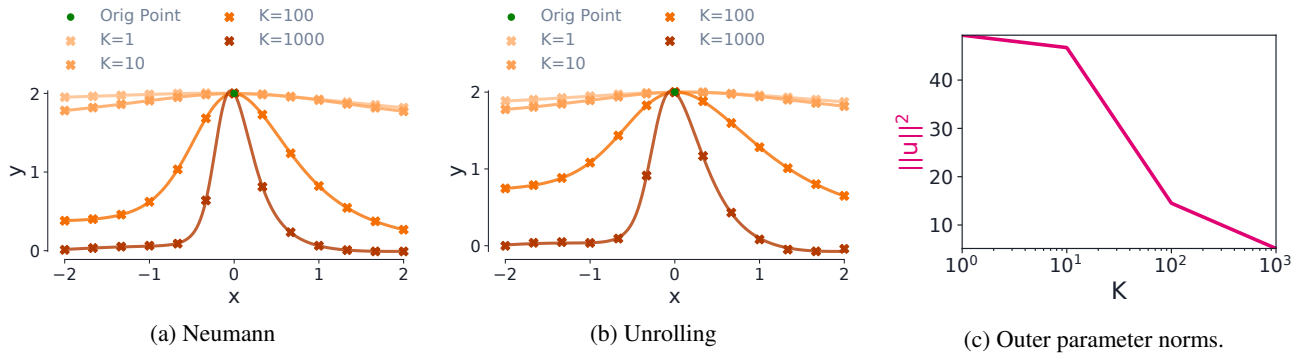 Orig Point
K=1
K=10
K=100
K=1000
y
2
1
0
−2
−1
0
1
2
x
(a) Neumann
Orig Point
K=1
K=10
K=100
K=1000
y
2
1
0
−2
−1
0
1
2
x
(b) Unrolling
||u||²
40
30
20
10
10⁰
10¹
10²
10³
K
(c) Outer parameter norms.